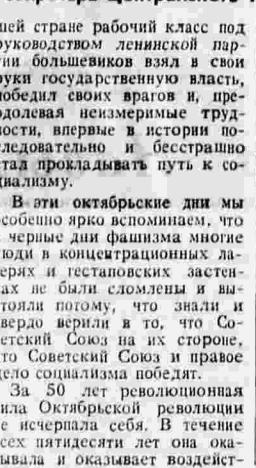 шей стране рабочий класс под
руководством ленинской пар-
тии большевиков взял в свои
руки государственную власть,
победил своих врагов и, пре-
одолевая неизмеримые труд-
ности, впервые в истории по-
следовательно и бесстрашно
стал прокладывать путь к со-
циализму.
В эти октябрьские дни мы
особенно ярко вспоминаем, что
в черные дни фашизма многие
люди в концентрационных ла-
герях и гестаповских застен-
ках не были сломлены и вы-
стояли потому, что знали и
твердо верили в то, что Со-
ветский Союз на их стороне,
что Советский Союз и правое
дело социализма победят.
За 50 лет революционная
сила Октябрьской революции
не исчерпала себя. В течение
всех пятидесяти лет она ока-
зывала и оказывает воздейст-